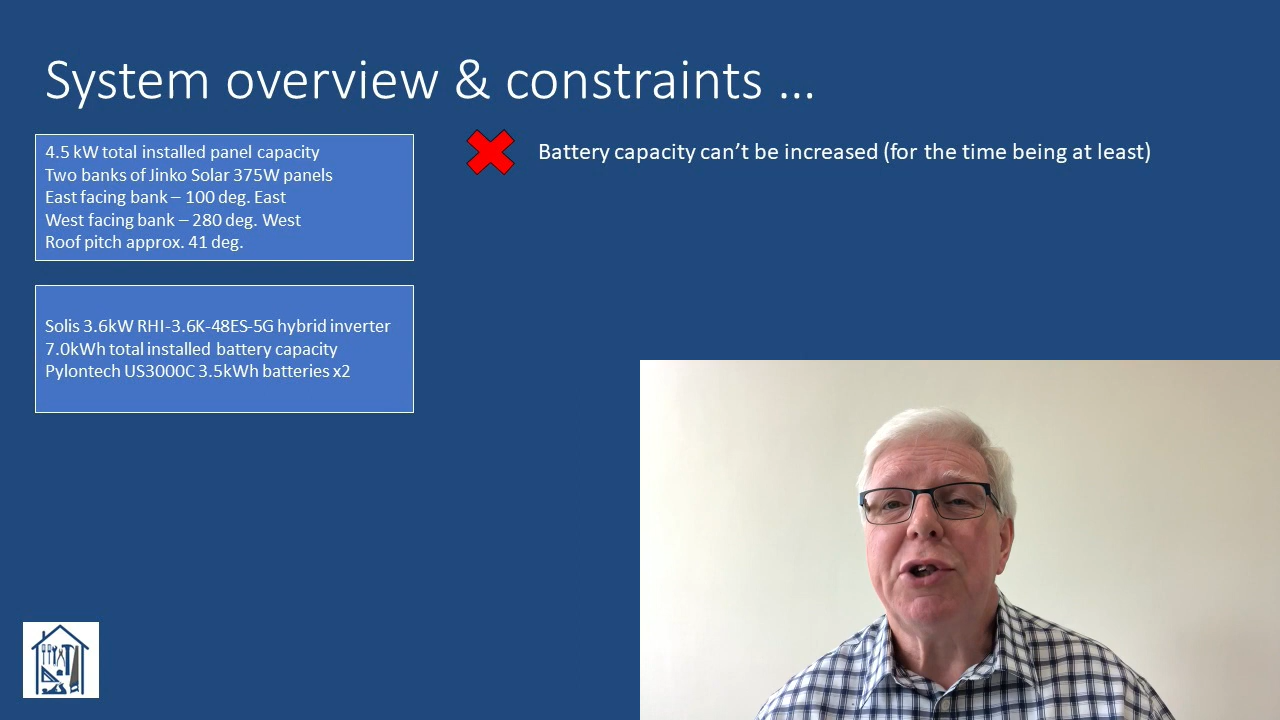 System overview & constraints ...
4.5 kW total installed panel capacity
Two banks of Jinko Solar 375W panels
East facing bank – 100 deg. East
West facing bank – 280 deg. West
Roof pitch approx. 41 deg.
Battery capacity can’t be increased (for the time being at least)
Solis 3.6kW RHI-3.6K-48ES-5G hybrid inverter
7.0kWh total installed battery capacity
Pylontech US3000C 3.5kWh batteries x2